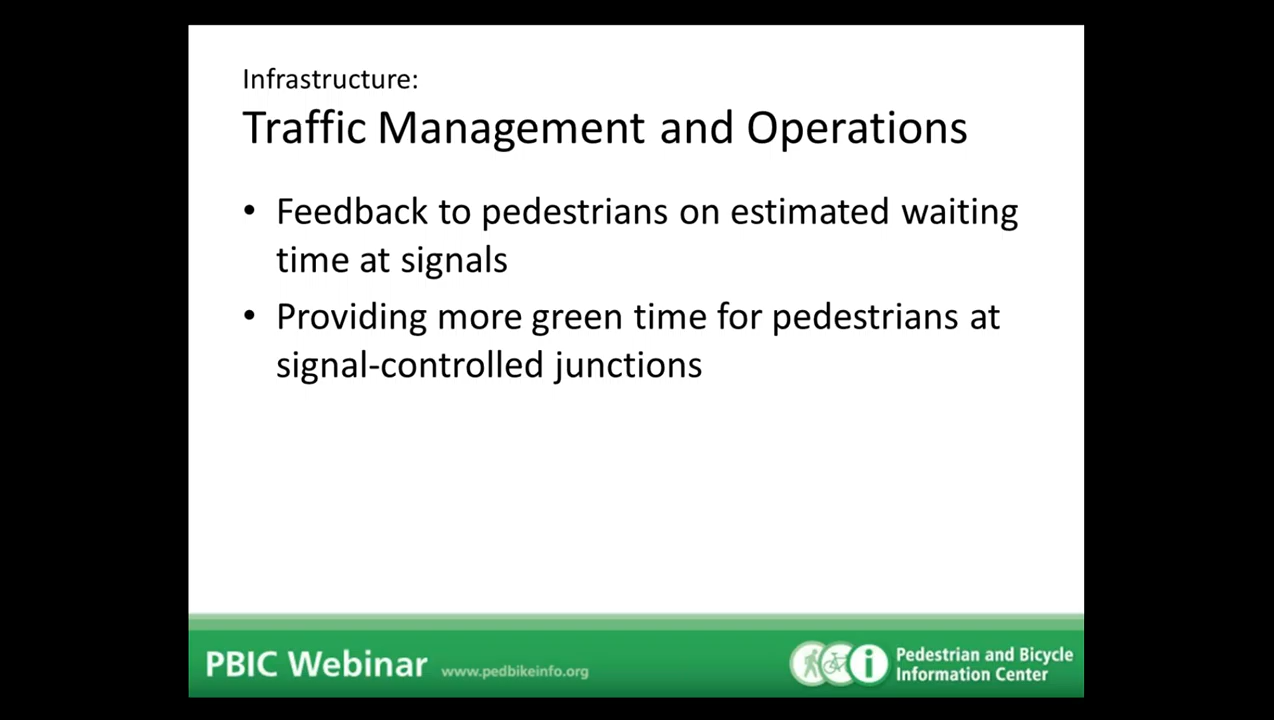 Infrastructure:
Traffic Management and Operations
• Feedback to pedestrians on estimated waiting
time at signals
• Providing more green time for pedestrians at
signal-controlled junctions
PBIC Webinar www.pedbikeinfo.org
Pedestrian and Bicycle
Information Center